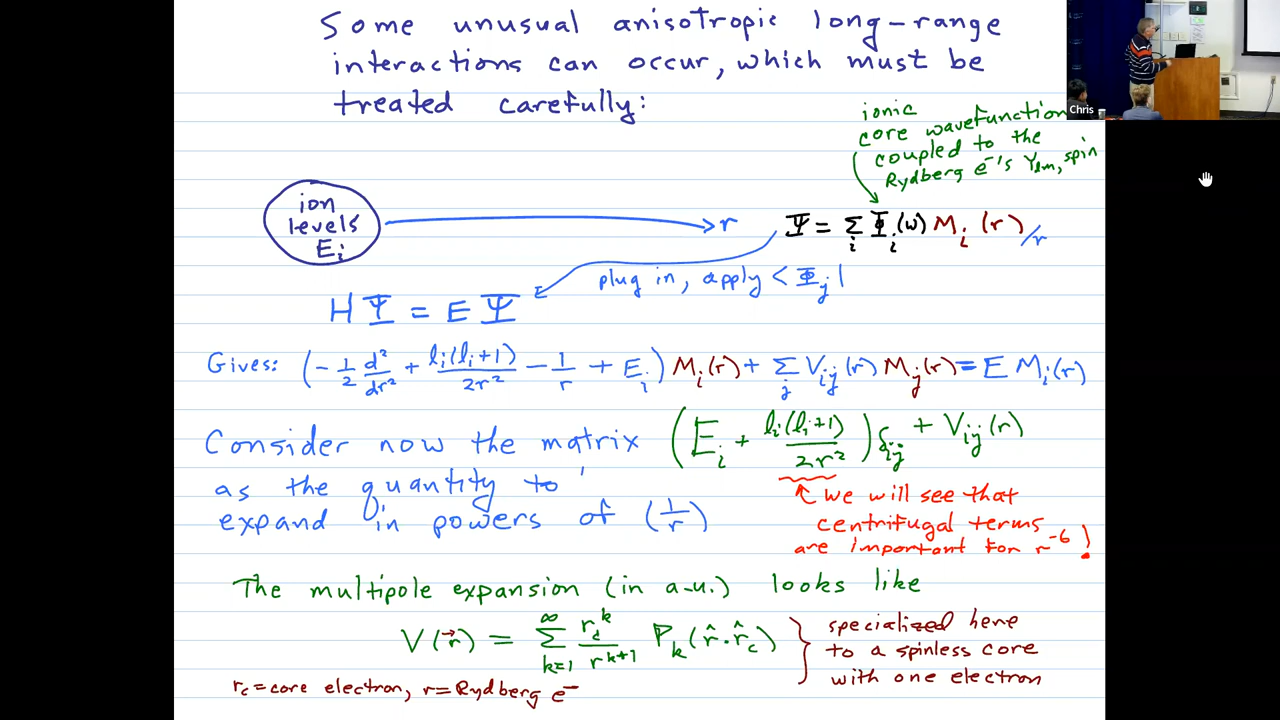 Some unusual anisotropic long-range
interactions can occur, which must be
treated carefully:
Chris
ionic
core wavefunction
coupled to the
Rydberg e⁻'s Yₗₘ, spin
ion
levels
Eᵢ
r
Ψ = Σᵢ Φᵢ(ω) Mᵢ(r)/r
plug in, apply <Φⱼ|
HΨ = EΨ
Gives: (-1/2 d²/dr² + lᵢ(lᵢ+1)/2r² - 1/r + Eᵢ) Mᵢ(r) + Σⱼ Vᵢⱼ(r) Mⱼ(r) = E Mᵢ(r)
Consider now the matrix (Eᵢ + lᵢ(lᵢ+1)/2r²)δᵢⱼ + Vᵢⱼ(r)
as the quantity to
expand in powers of (1/r)
we will see that
centrifugal terms
are important for r⁻⁶!
The multipole expansion (in a.u.) looks like
V(r⃗) = Σ_{k=1}^{∞} r_c^k/r^{k+1} P_k(r̂·r̂_c)
specialized here
to a spinless core
with one electron
r_c = core electron, r = Rydberg e⁻